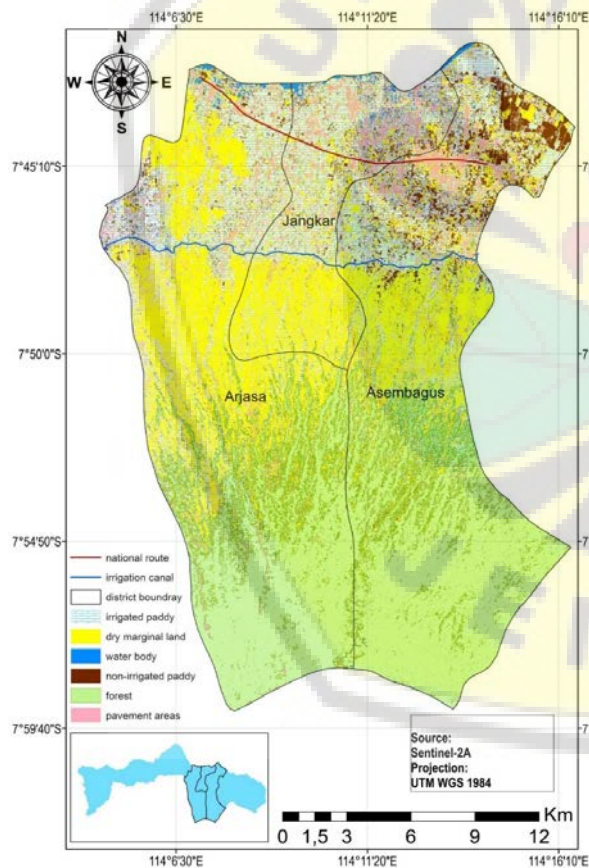 114°6'30"E 114°11'20"E 114°16'10"E
N
W E
S
7°45'10"S
7°50'00"S
7°54'50"S
7°59'40"S
Jangkar
Arjasa
Asembagus
national route
irrigation canal
district boundray
irrigated paddy
dry marginal land
water body
non-irrigated paddy
forest
pavement areas
Source:
Sentinel-2A
Projection:
UTM WGS 1984
Km
0 1,5 3 6 9 12
114°6'30"E 114°11'20"E 114°16'10"E